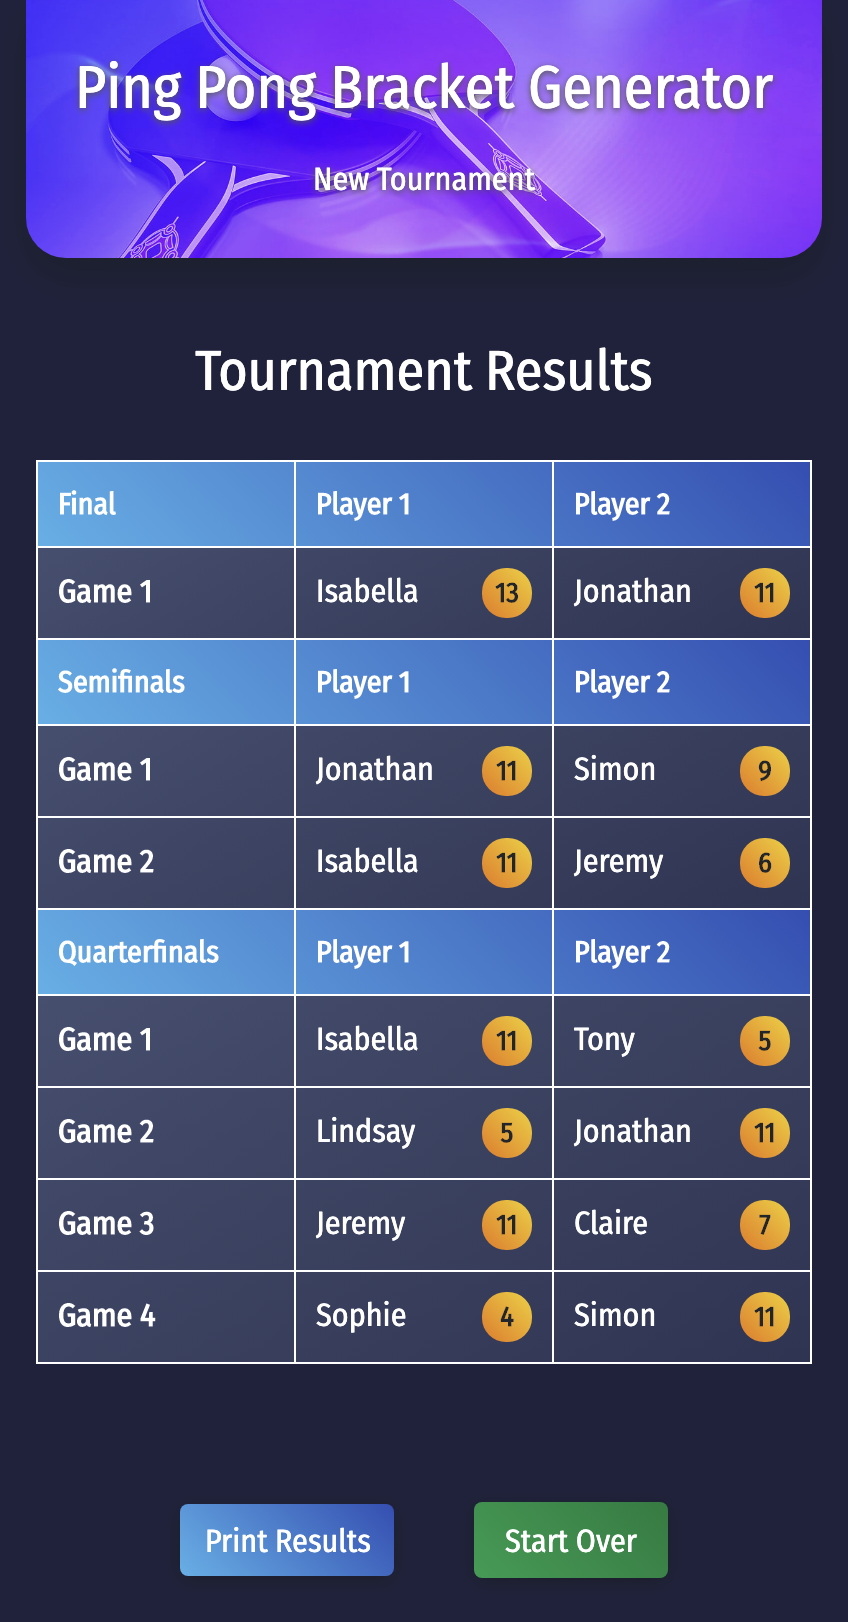 Ping Pong Bracket Generator
New Tournament
Tournament Results
Final Player 1 Player 2
Game 1 Isabella 13 Jonathan 11
Semifinals Player 1 Player 2
Game 1 Jonathan 11 Simon 9
Game 2 Isabella 11 Jeremy 6
Quarterfinals Player 1 Player 2
Game 1 Isabella 11 Tony 5
Game 2 Lindsay 5 Jonathan 11
Game 3 Jeremy 11 Claire 7
Game 4 Sophie 4 Simon 11
Print Results Start Over